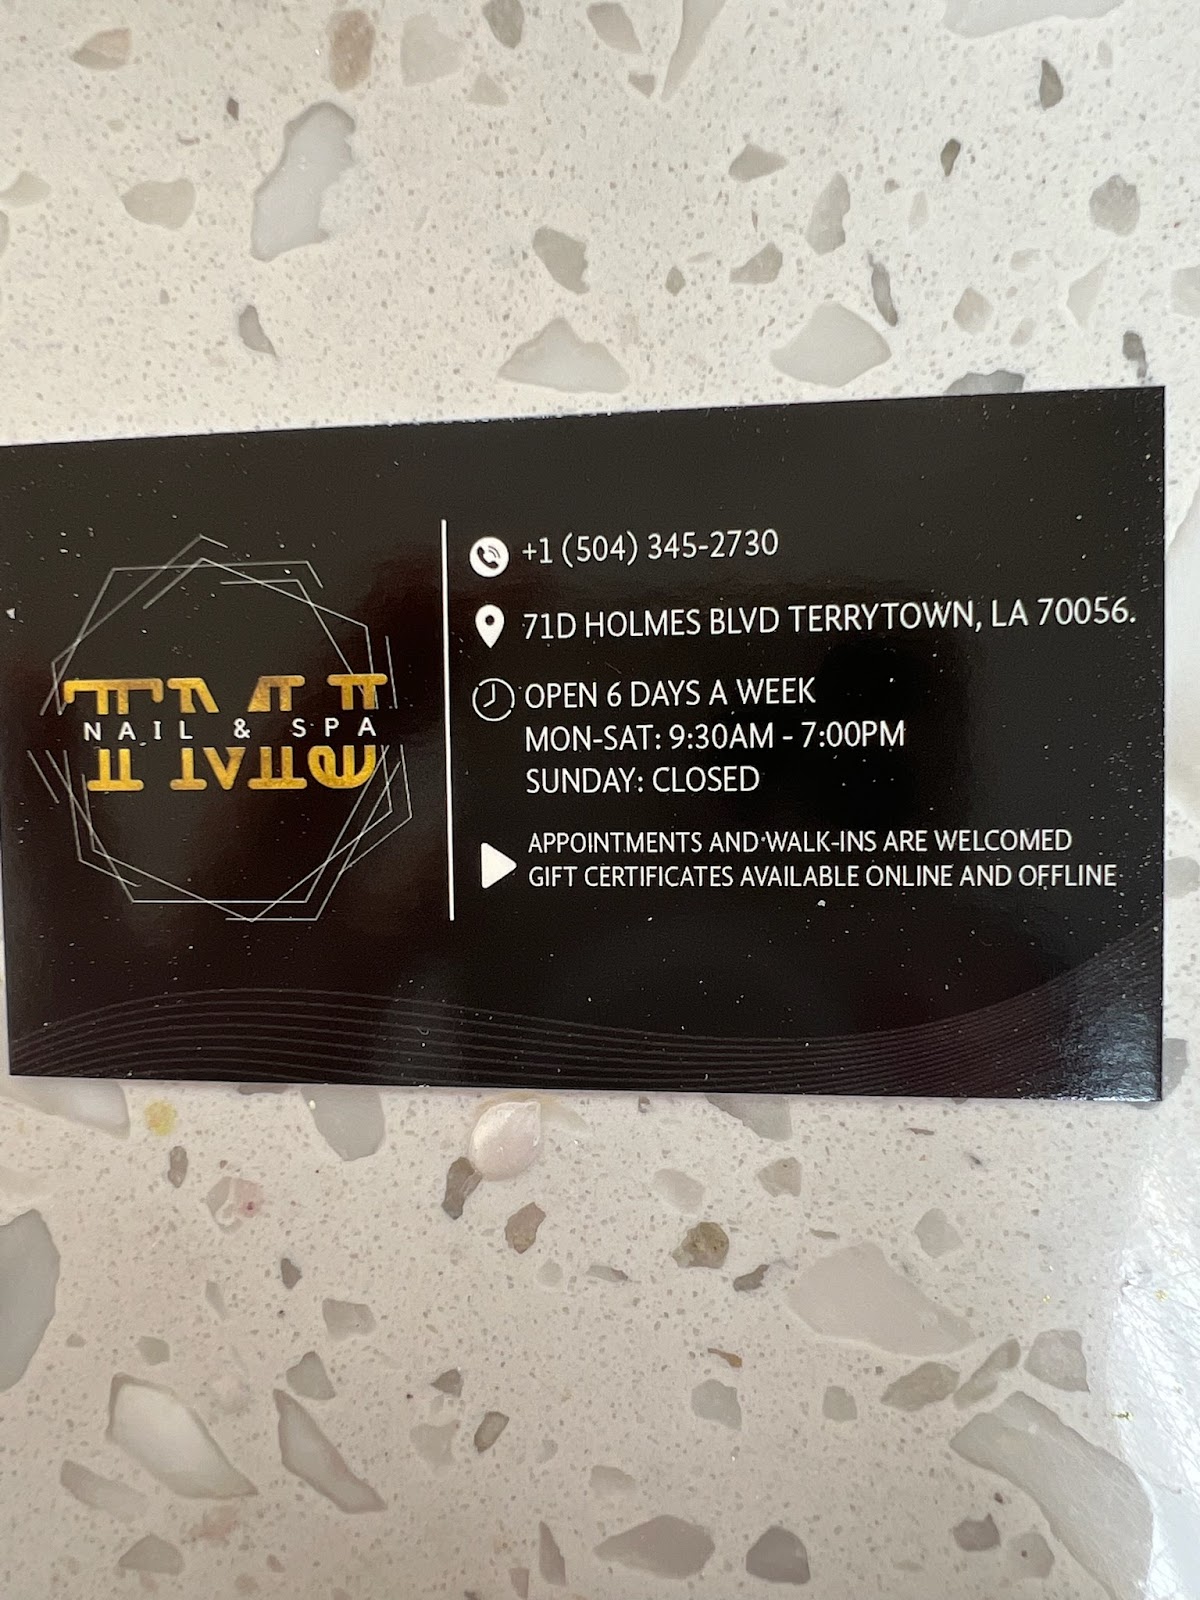 TMJ
NAIL & SPA
+1 (504) 345-2730
71D HOLMES BLVD TERRYTOWN, LA 70056.
OPEN 6 DAYS A WEEK
MON-SAT: 9:30AM - 7:00PM
SUNDAY: CLOSED
APPOINTMENTS AND WALK-INS ARE WELCOMED
GIFT CERTIFICATES AVAILABLE ONLINE AND OFFLINE